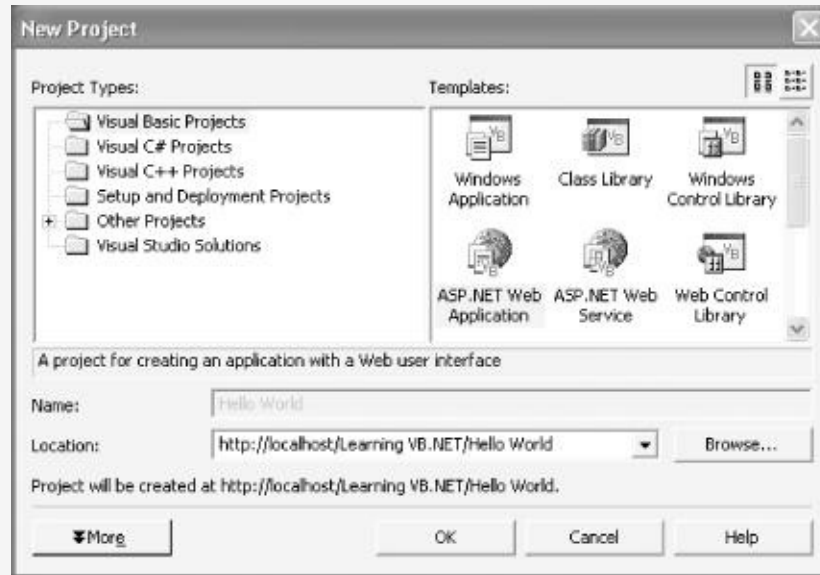 New Project
Project Types:
Templates:
Visual Basic Projects
Visual C# Projects
Visual C++ Projects
Setup and Deployment Projects
Other Projects
Visual Studio Solutions
Windows Application
Class Library
Windows Control Library
ASP.NET Web Application
ASP.NET Web Service
Web Control Library
A project for creating an application with a Web user interface
Name: Hello World
Location: http://localhost/Learning VB.NET/Hello World Browse...
Project will be created at http://localhost/Learning VB.NET/Hello World.
More OK Cancel Help